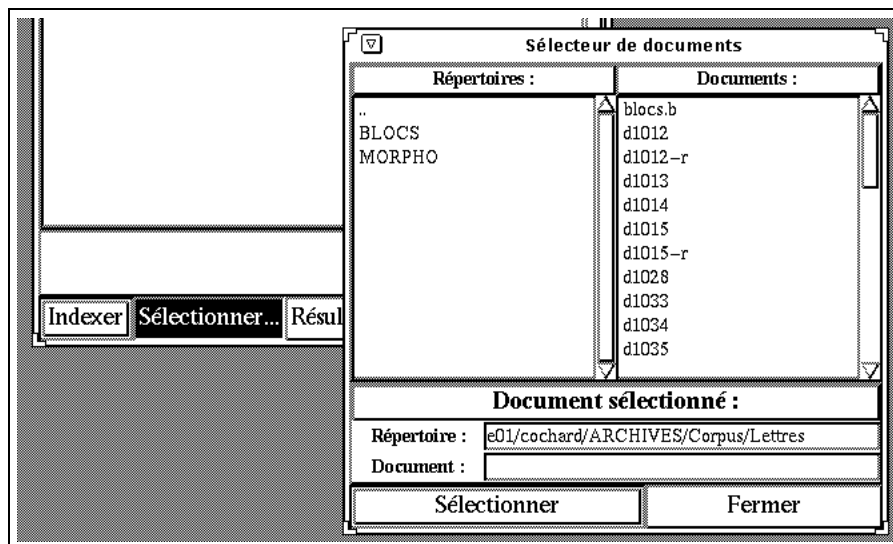 Sélecteur de documents
Répertoires :
Documents :
..
BLOCS
MORPHO
blocs.b
d1012
d1012-r
d1013
d1014
d1015
d1015-r
d1028
d1033
d1034
d1035
Indexer Sélectionner... Résul
Document sélectionné :
Répertoire : e01/cochard/ARCHIVES/Corpus/Lettres
Document :
Sélectionner Fermer